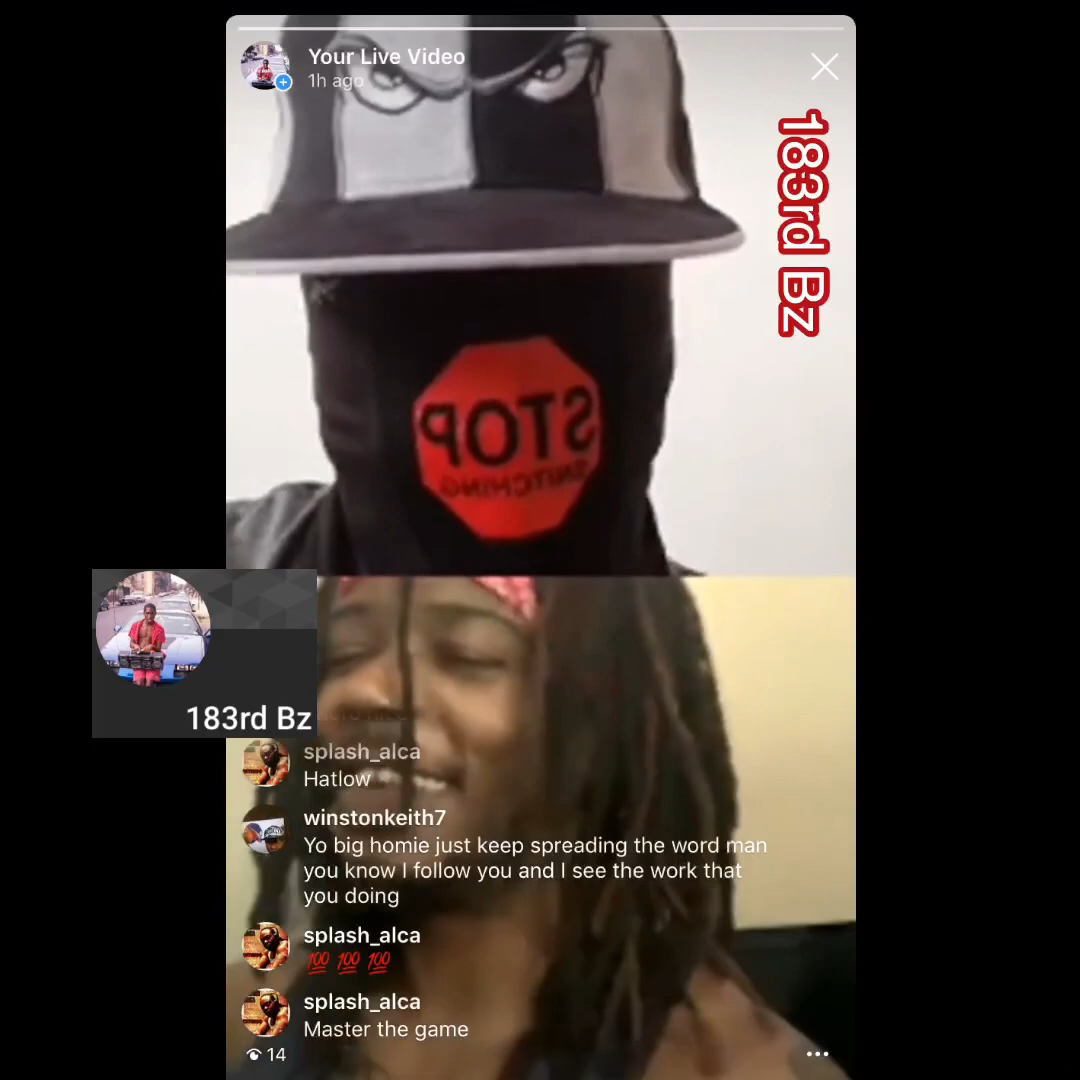 Your Live Video
1h ago
183rd Bz
STOP
SNITCHING
183rd Bz
splash_alca
Hatlow
winstonkeith7
Yo big homie just keep spreading the word man
you know I follow you and I see the work that
you doing
splash_alca
💯 💯 💯
splash_alca
Master the game
14